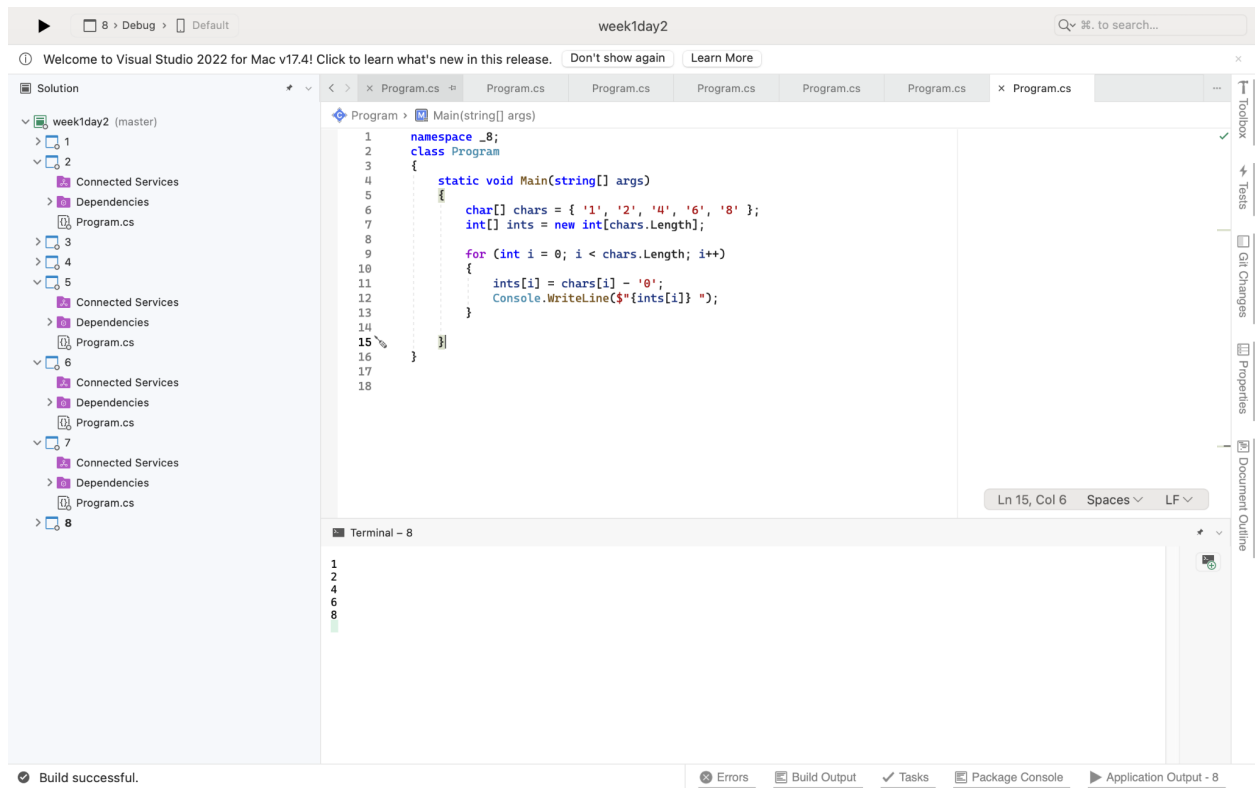 8 › Debug › Default
week1day2
⌘. to search...
Welcome to Visual Studio 2022 for Mac v17.4! Click to learn what's new in this release. Don't show again Learn More
Solution
week1day2 (master)
1
2
Connected Services
Dependencies
Program.cs
3
4
5
Connected Services
Dependencies
Program.cs
6
Connected Services
Dependencies
Program.cs
7
Connected Services
Dependencies
Program.cs
8
Program.cs Program.cs Program.cs Program.cs Program.cs Program.cs Program.cs
Program › M Main(string[] args)
1 namespace _8;
2 class Program
3 {
4 static void Main(string[] args)
5 {
6 char[] chars = { '1', '2', '4', '6', '8' };
7 int[] ints = new int[chars.Length];
8
9 for (int i = 0; i < chars.Length; i++)
10 {
11 ints[i] = chars[i] - '0';
12 Console.WriteLine($"{ints[i]} ");
13 }
14
15 }
16 }
17
18
Ln 15, Col 6 Spaces LF
Terminal – 8
1
2
4
6
8
Toolbox
Tests
Git Changes
Properties
Document Outline
Build successful.
Errors Build Output Tasks Package Console Application Output - 8